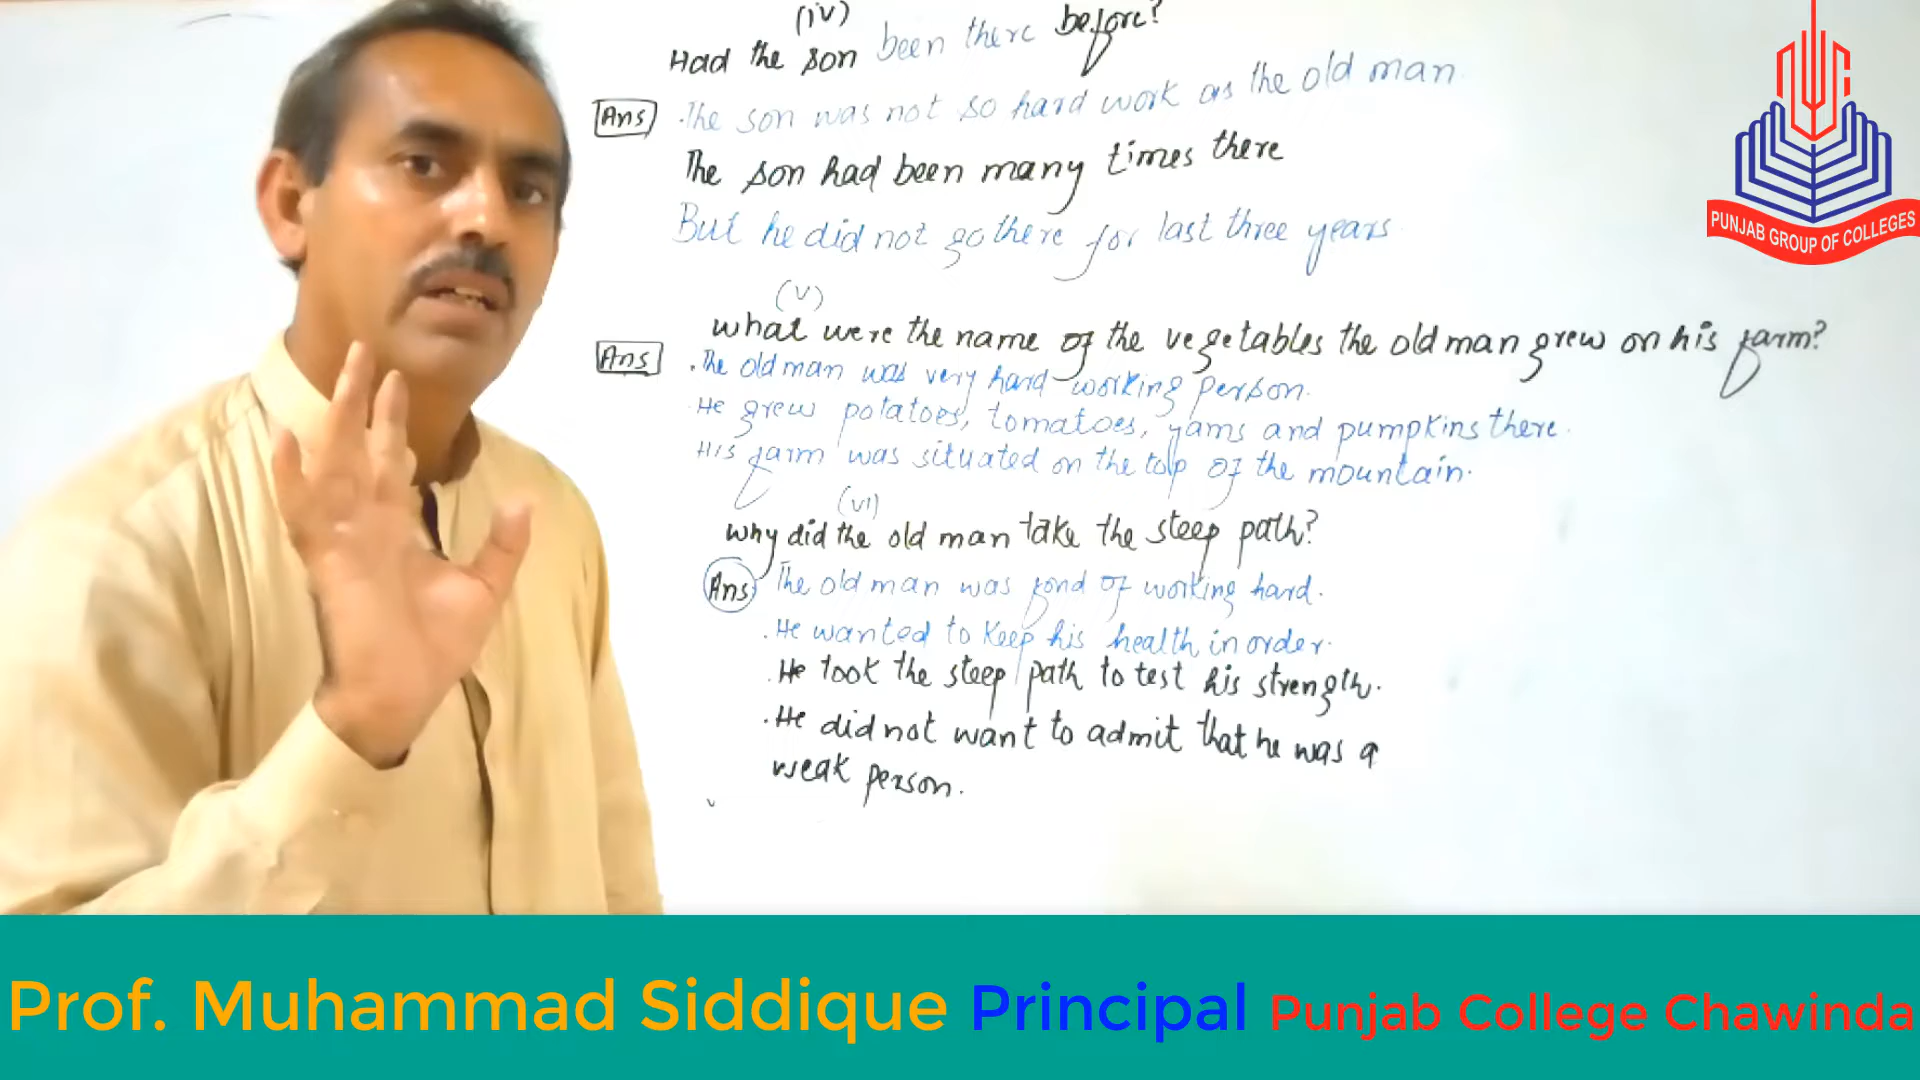 (iv)
Had the son been there before?
Ans .The son was not so hard work as the old man.
The son had been many times there
But he did not go there for last three years.
(v)
what were the name of the vegetables the old man grew on his farm?
Ans .The old man was very hard working person.
He grew potatoes, tomatoes, yams and pumpkins there.
His farm was situated on the top of the mountain.
(vi)
why did the old man take the steep path?
Ans The old man was fond of working hard.
.He wanted to keep his health in order.
.He took the steep path to test his strength.
.He did not want to admit that he was a
weak person.
PUNJAB GROUP OF COLLEGES
Prof. Muhammad Siddique Principal Punjab College Chawinda